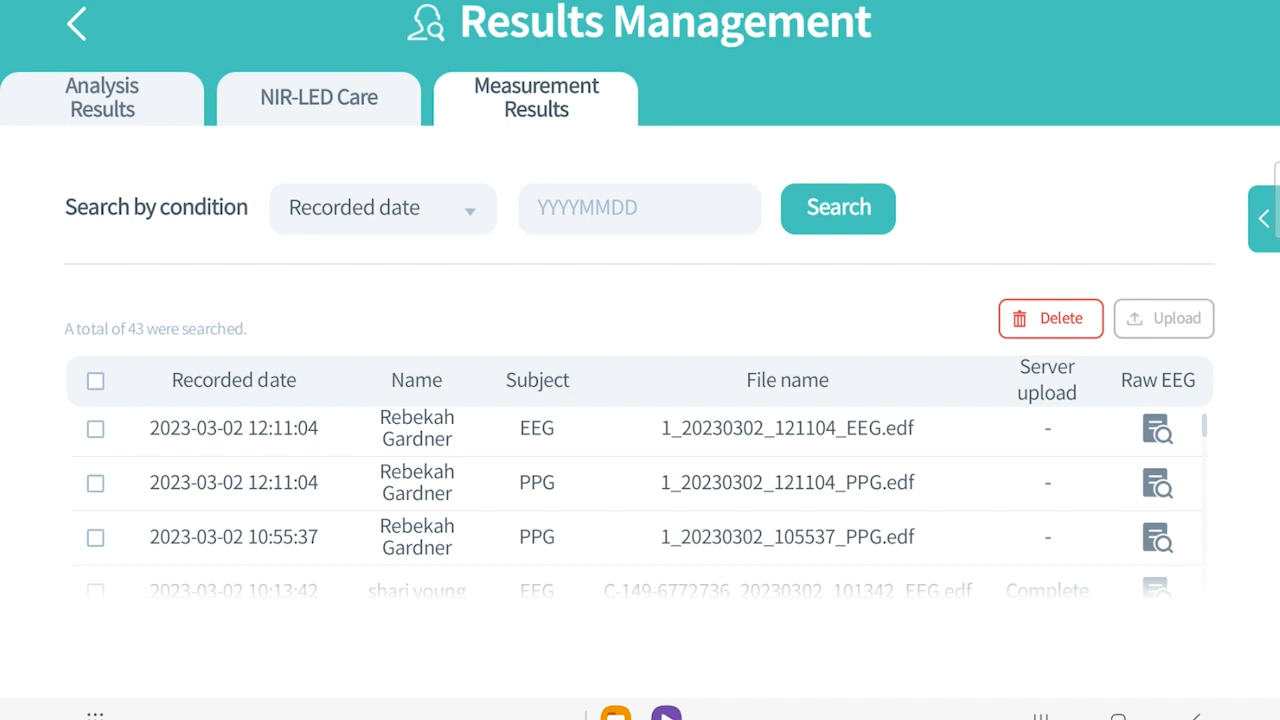 Results Management
Analysis
Results
NIR-LED Care
Measurement
Results
Search by condition
Recorded date
YYYYMMDD
Search
A total of 43 were searched.
Delete
Upload
Recorded date Name Subject File name Server upload Raw EEG
2023-03-02 12:11:04 Rebekah Gardner EEG 1_20230302_121104_EEG.edf -
2023-03-02 12:11:04 Rebekah Gardner PPG 1_20230302_121104_PPG.edf -
2023-03-02 10:55:37 Rebekah Gardner PPG 1_20230302_105537_PPG.edf -
2023-03-02 10:13:42 shari young EEG C-149-6772736_20230302_101342_EEG.edf Complete